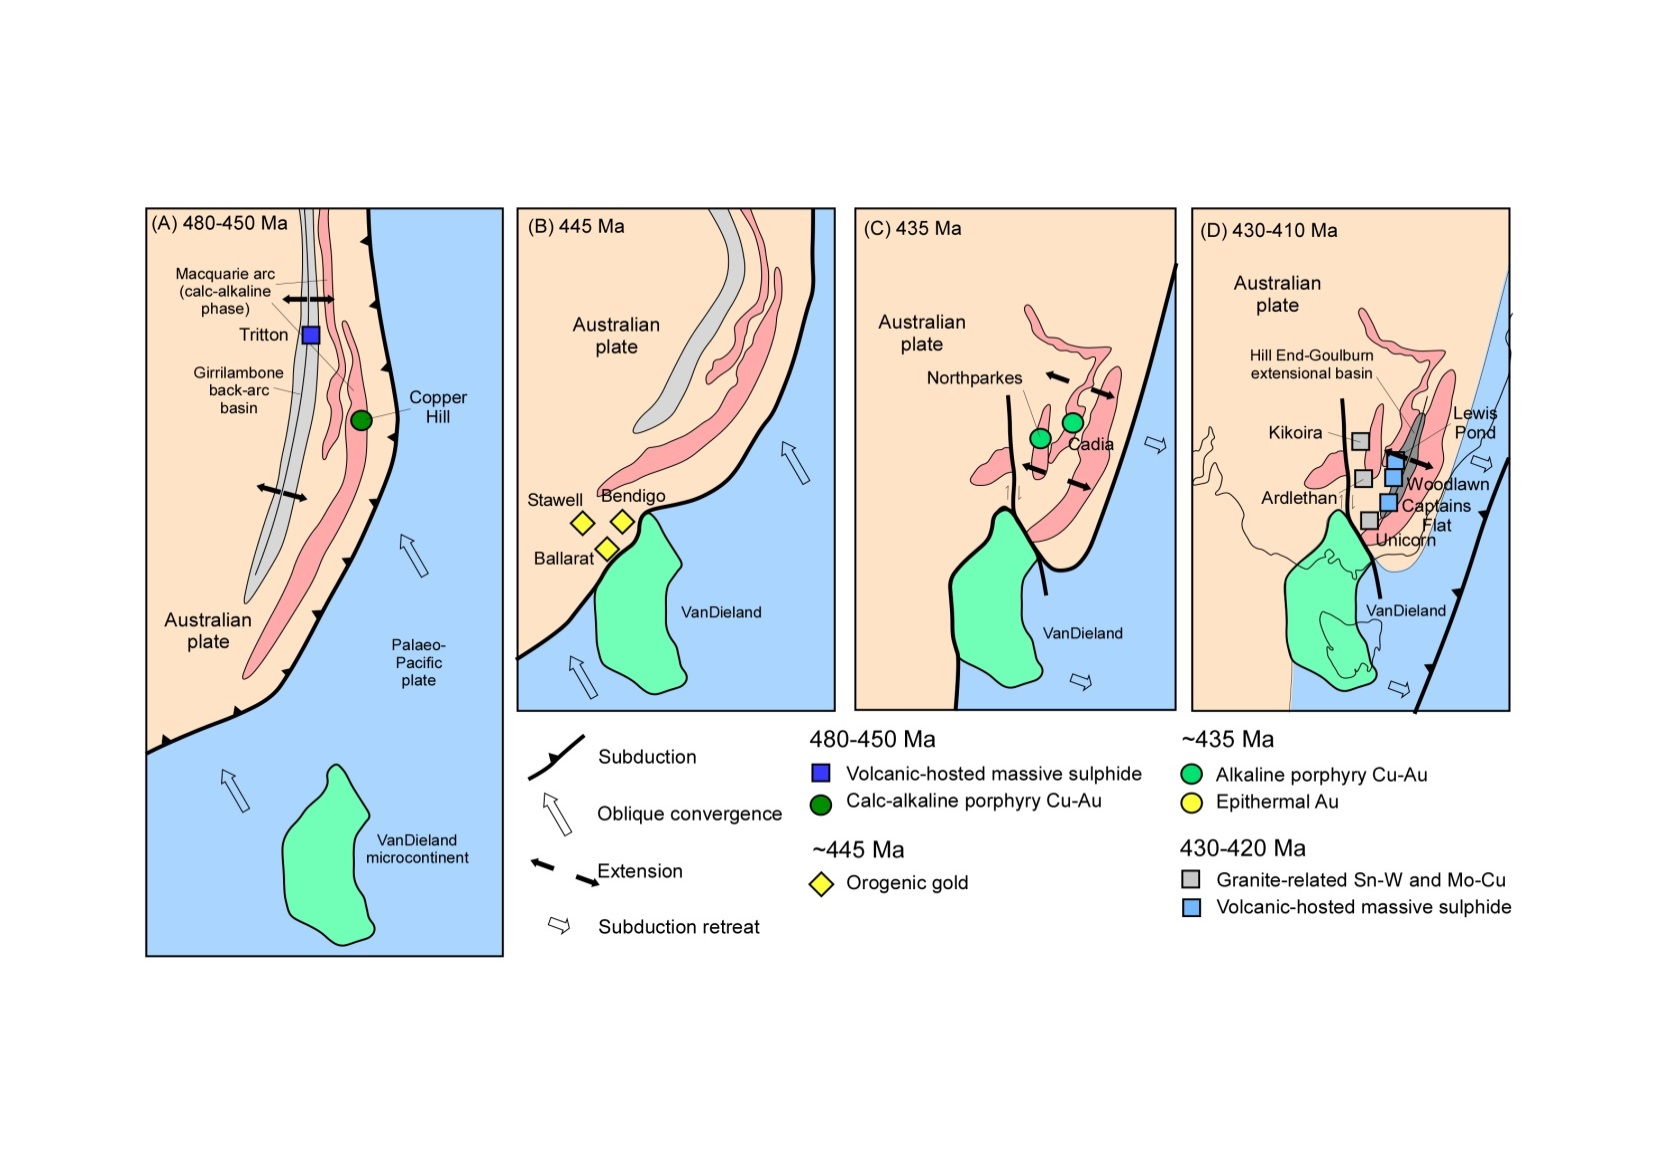 (A) 480-450 Ma
Macquarie arc
(calc-alkaline
phase)
Tritton
Girrilambone
back-arc
basin
Copper
Hill
Australian
plate
Palaeo-
Pacific
plate
VanDieland
microcontinent
(B) 445 Ma
Australian
plate
Stawell
Bendigo
Ballarat
VanDieland
(C) 435 Ma
Australian
plate
Northparkes
Cadia
VanDieland
(D) 430-410 Ma
Australian
plate
Hill End-Goulburn
extensional basin
Lewis
Pond
Kikoira
Woodlawn
Ardlethan
Captains
Flat
Unicorn
VanDieland
Subduction
Oblique convergence
Extension
Subduction retreat
480-450 Ma
Volcanic-hosted massive sulphide
Calc-alkaline porphyry Cu-Au
~445 Ma
Orogenic gold
~435 Ma
Alkaline porphyry Cu-Au
Epithermal Au
430-420 Ma
Granite-related Sn-W and Mo-Cu
Volcanic-hosted massive sulphide